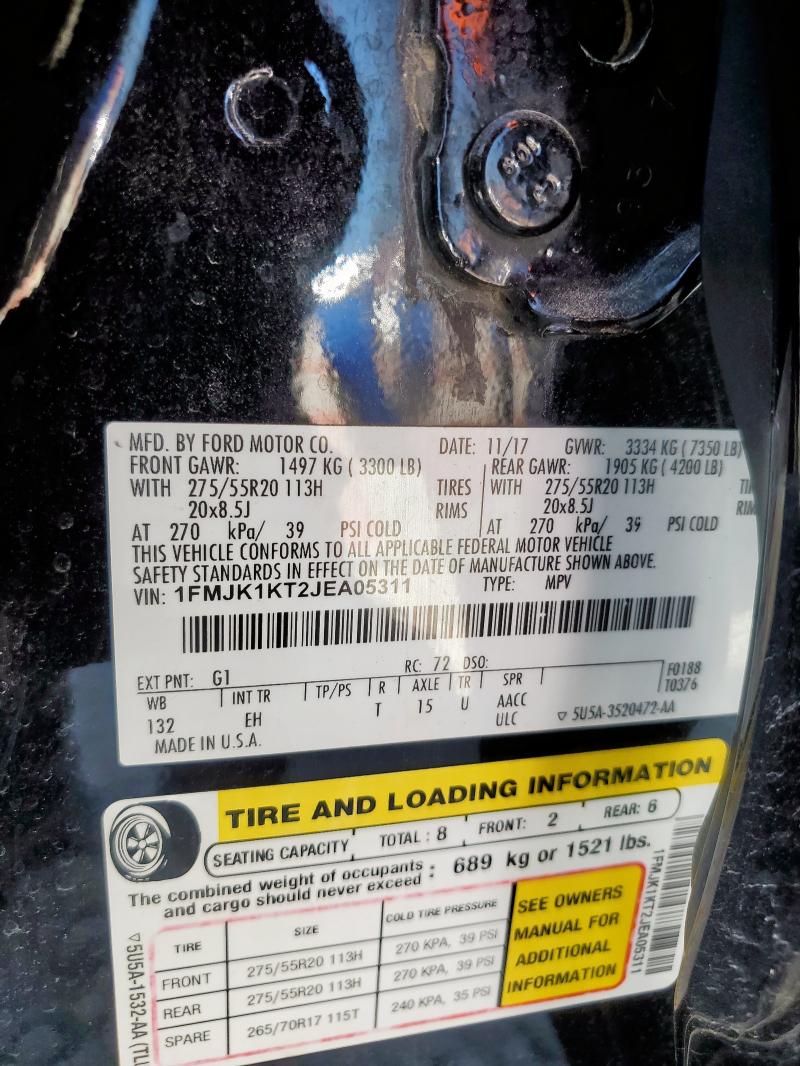 MFD. BY FORD MOTOR CO. DATE: 11/17 GVWR: 3334 KG ( 7350 LB)
FRONT GAWR: 1497 KG ( 3300 LB) REAR GAWR: 1905 KG ( 4200 LB)
WITH 275/55R20 113H TIRES WITH 275/55R20 113H
20x8.5J RIMS 20x8.5J RIM
AT 270 kPa/ 39 PSI COLD AT 270 kPa/ 39 PSI COLD
THIS VEHICLE CONFORMS TO ALL APPLICABLE FEDERAL MOTOR VEHICLE
SAFETY STANDARDS IN EFFECT ON THE DATE OF MANUFACTURE SHOWN ABOVE.
VIN: 1FMJK1KT2JEA05311 TYPE: MPV
EXT PNT: G1 RC: 72 DSO: F0188
WB INT TR TP/PS R AXLE TR SPR T0376
132 EH T 15 U AACC
ULC ▽ 5U5A-3520472-AA
MADE IN U.S.A.
TIRE AND LOADING INFORMATION
SEATING CAPACITY TOTAL : 8 FRONT: 2 REAR: 6
The combined weight of occupants
and cargo should never exceed : 689 kg or 1521 lbs.
TIRE SIZE COLD TIRE PRESSURE
FRONT 275/55R20 113H 270 KPA, 39 PSI
REAR 275/55R20 113H 270 KPA, 39 PSI
SPARE 265/70R17 115T 240 KPA, 35 PSI
SEE OWNERS
MANUAL FOR
ADDITIONAL
INFORMATION
▽5U5A-1532-AA (TLI
1FMJK1KT2JEA05311